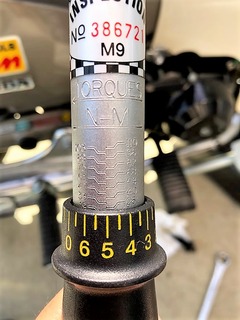 INSPECTION
No 386721
M9
TORQUE
N-M
0 6 5 4 3